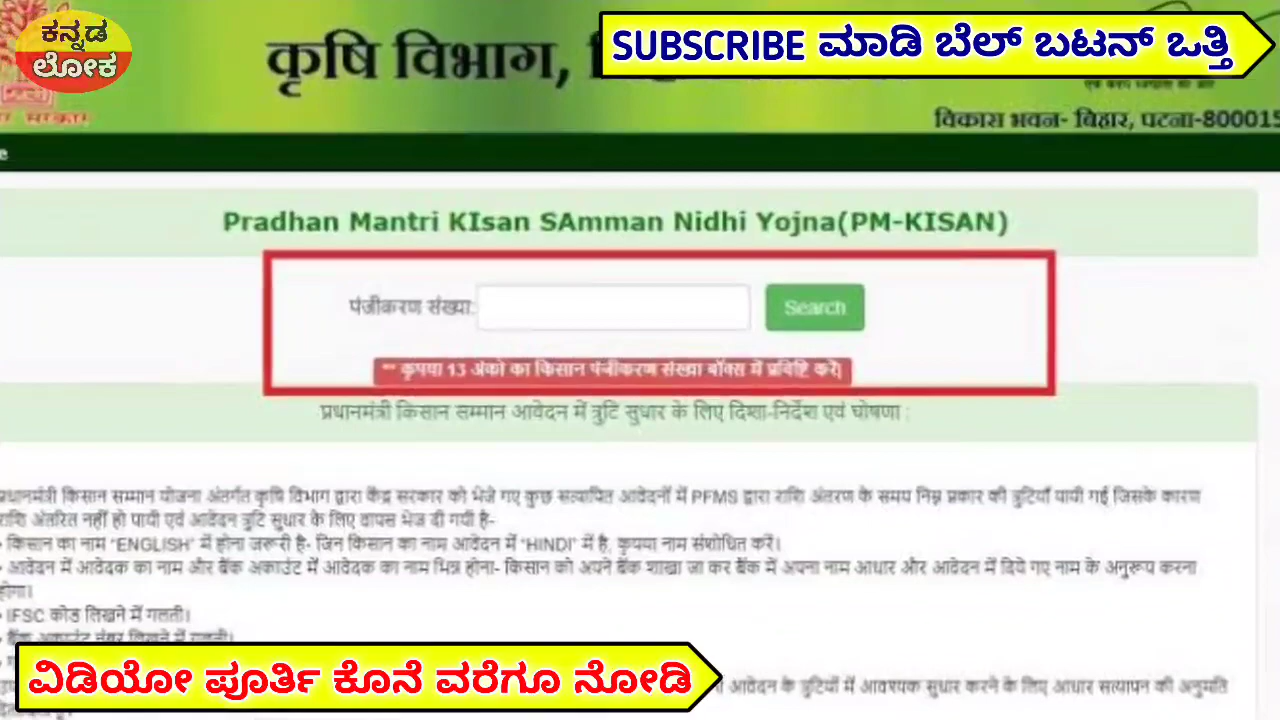 ಕನ್ನಡ
ಲೋಕ
SUBSCRIBE ಮಾಡಿ ಬೆಲ್ ಬಟನ್ ಒತ್ತಿ
कृषि विभाग,
विकास भवन- बिहार, पटना-800015
Pradhan Mantri KIsan SAmman Nidhi Yojna(PM-KISAN)
पंजीकरण संख्या:
Search
** कृपया 13 अंको का किसान पंजीकरण संख्या बॉक्स में प्रविष्टि करें|
प्रधानमंत्री किसान सम्मान आवेदन में त्रुटि सुधार के लिए दिशा-निर्देश एवं घोषणा :
प्रधानमंत्री किसान सम्मान योजना अंतर्गत कृषि विभाग द्वारा केंद्र सरकार को भेजे गए कुछ सत्यापित आवेदनों में PFMS द्वारा राशि अंतरण के समय निम्न प्रकार की त्रुटियाँ पायी गई जिसके कारण
राशि अंतरित नहीं हो पायी एवं आवेदन त्रुटि सुधार के लिए वापस भेज दी गयी है-
• किसान का नाम "ENGLISH" में होना जरूरी है- जिन किसान का नाम आवेदन में "HINDI" में है, कृपया नाम संशोधित करें।
• आवेदन में आवेदक का नाम और बैंक अकाउंट में आवेदक का नाम भिन्न होना- किसान को अपने बैंक शाखा जा कर बैंक में अपना नाम आधार और आवेदन में दिये गए नाम के अनुरूप करना
होगा।
• IFSC कोड लिखने में गलती।
• बैंक अकाउंट नंबर लिखने में गलती।
ವಿಡಿಯೋ ಪೂರ್ತಿ ಕೊನೆ ವರೆಗೂ ನೋಡಿ
आवेदन के त्रुटियों में आवश्यक सुधार करने के लिए आधार सत्यापन की अनुमति